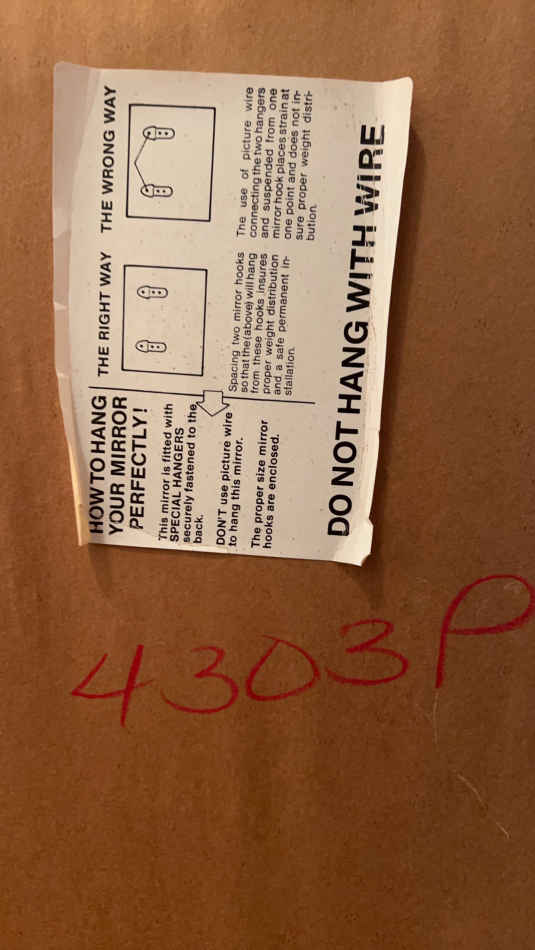 HOW TO HANG
YOUR MIRROR
PERFECTLY!
This mirror is fitted with
SPECIAL HANGERS
securely fastened to the
back.
DON'T use picture wire
to hang this mirror.
The proper size mirror
hooks are enclosed.
THE RIGHT WAY
Spacing two mirror hooks
so that the (above) will hang
from these hooks insures
proper weight distribution
and a safe permanent in-
stallation.
THE WRONG WAY
The use of picture wire
connecting the two hangers
and suspended from one
mirror hook places strain at
one point and does not in-
sure proper weight distri-
bution.
DO NOT HANG WITH WIRE
4303P